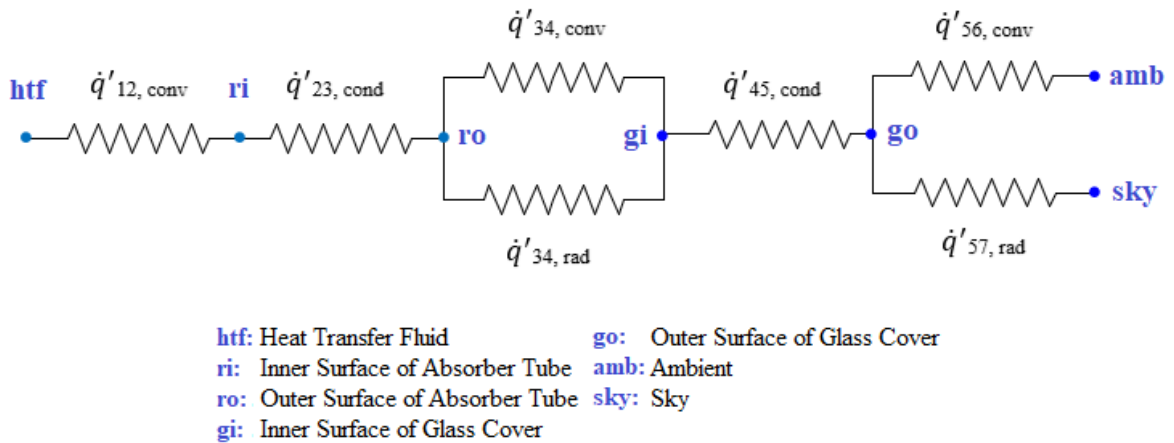 q̇′34, conv
q̇′56, conv
htf q̇′12, conv ri q̇′23, cond q̇′45, cond amb
ro gi go
sky
q̇′34, rad q̇′57, rad
htf: Heat Transfer Fluid go: Outer Surface of Glass Cover
ri: Inner Surface of Absorber Tube amb: Ambient
ro: Outer Surface of Absorber Tube sky: Sky
gi: Inner Surface of Glass Cover